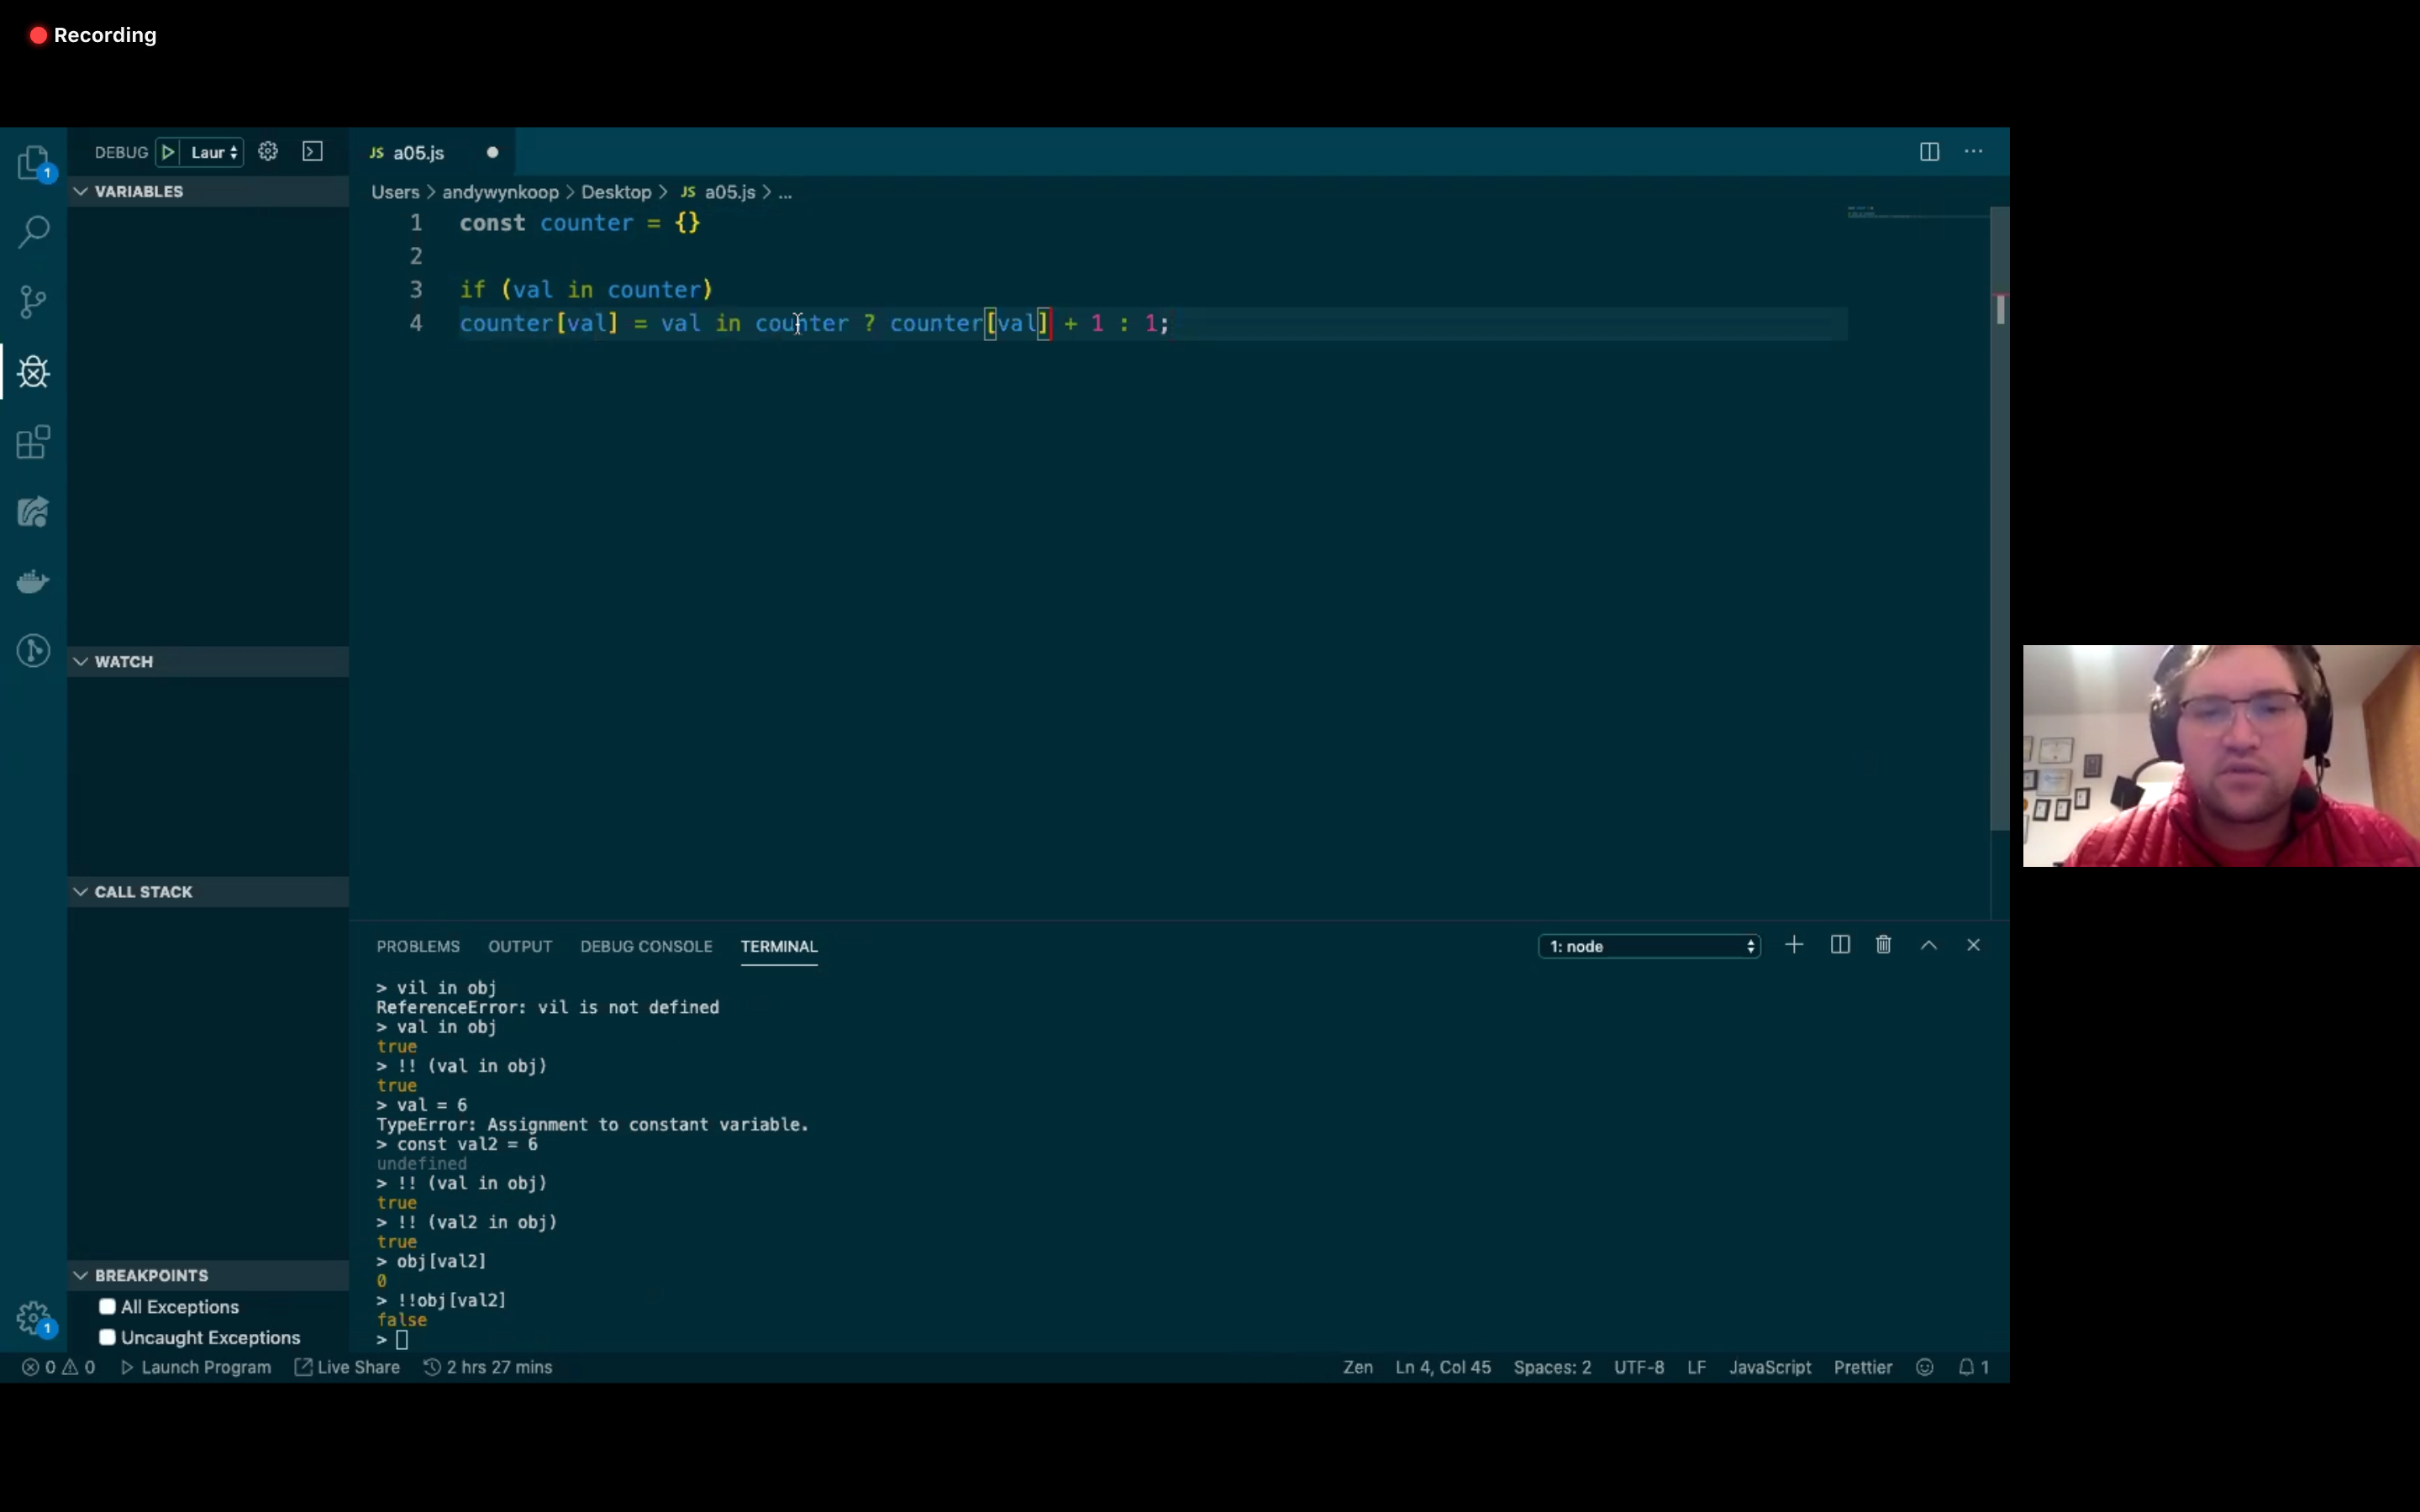 Recording
DEBUG Laur
JS a05.js
VARIABLES
Users > andywynkoop > Desktop > JS a05.js > ...
1 const counter = {}
2
3 if (val in counter)
4 counter[val] = val in counter ? counter[val] + 1 : 1;
1
WATCH
CALL STACK
BREAKPOINTS
All Exceptions
Uncaught Exceptions
1
PROBLEMS OUTPUT DEBUG CONSOLE TERMINAL 1: node
> vil in obj
ReferenceError: vil is not defined
> val in obj
true
> !! (val in obj)
true
> val = 6
TypeError: Assignment to constant variable.
> const val2 = 6
undefined
> !! (val in obj)
true
> !! (val2 in obj)
true
> obj[val2]
0
> !!obj[val2]
false
>
0 0 Launch Program Live Share 2 hrs 27 mins Zen Ln 4, Col 45 Spaces: 2 UTF-8 LF JavaScript Prettier 1